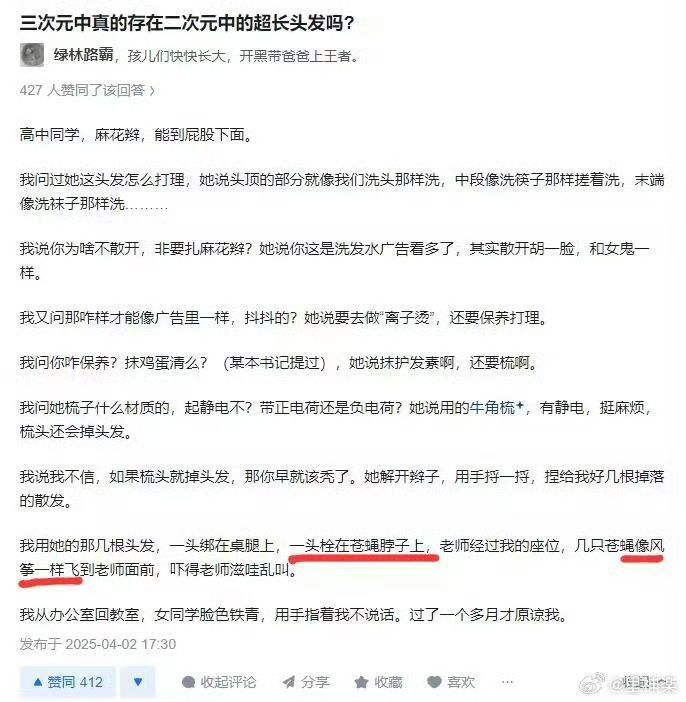 三次元中真的存在二次元中的超长头发吗?
绿林路霸，孩儿们快快长大，开黑带爸爸上王者。
427 人赞同了该回答 ›
高中同学，麻花辫，能到屁股下面。
我问过她这头发怎么打理，她说头顶的部分就像我们洗头那样洗，中段像洗筷子那样搓着洗，末端
像洗袜子那样洗………
我说你为啥不散开，非要扎麻花辫？她说你这是洗发水广告看多了，其实散开胡一脸，和女鬼一
样。
我又问那咋样才能像广告里一样，抖抖的？她说要去做“离子烫”，还要保养打理。
我问你咋保养？抹鸡蛋清么？（某本书记提过），她说抹护发素啊，还要梳啊。
我问她梳子什么材质的，起静电不？带正电荷还是负电荷？她说用的牛角梳，有静电，挺麻烦，
梳头还会掉头发。
我说我不信，如果梳头就掉头发，那你早就该秃了。她解开辫子，用手捋一捋，捏给我好几根掉落
的散发。
我用她的那几根头发，一头绑在桌腿上，一头栓在苍蝇脖子上，老师经过我的座位，几只苍蝇像风
筝一样飞到老师面前，吓得老师滋哇乱叫。
我从办公室回教室，女同学脸色铁青，用手指着我不说话。过了一个多月才原谅我。
发布于 2025-04-02 17:30
赞同 412 收起评论 分享 收藏 喜欢 ···